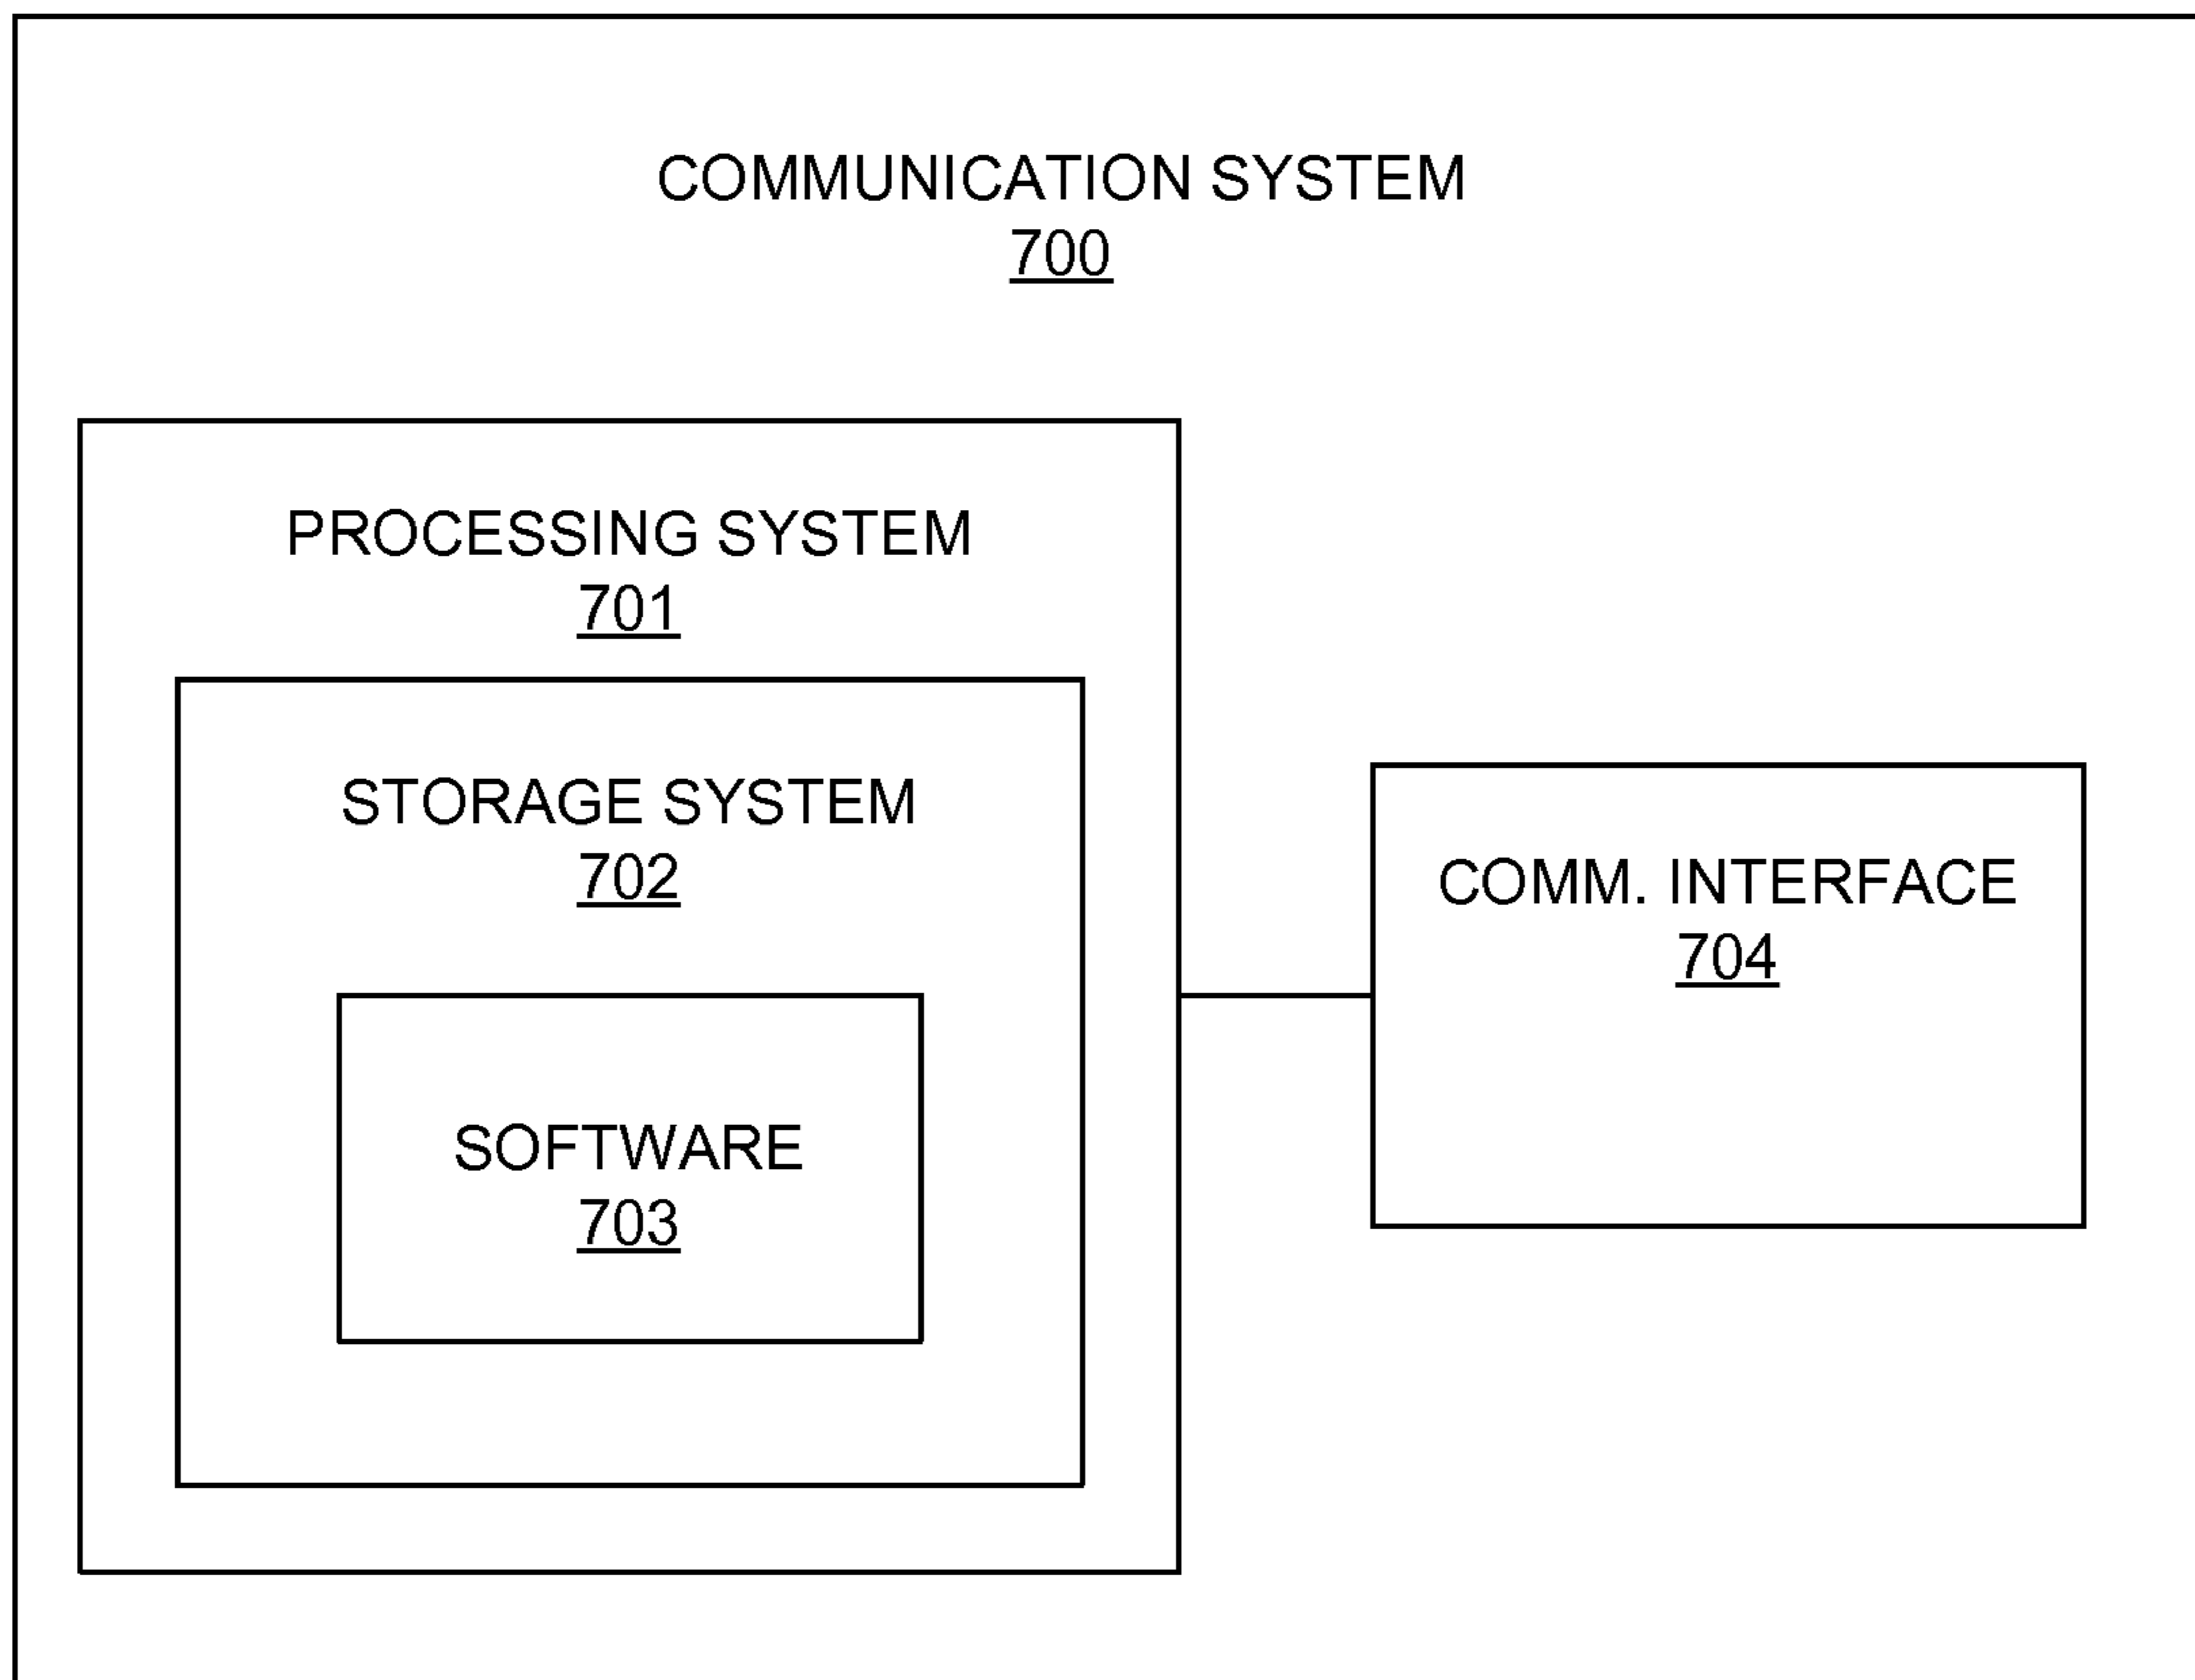 COMMUNICATION SYSTEM
700
PROCESSING SYSTEM
701
STORAGE SYSTEM
702
SOFTWARE
703
COMM. INTERFACE
704